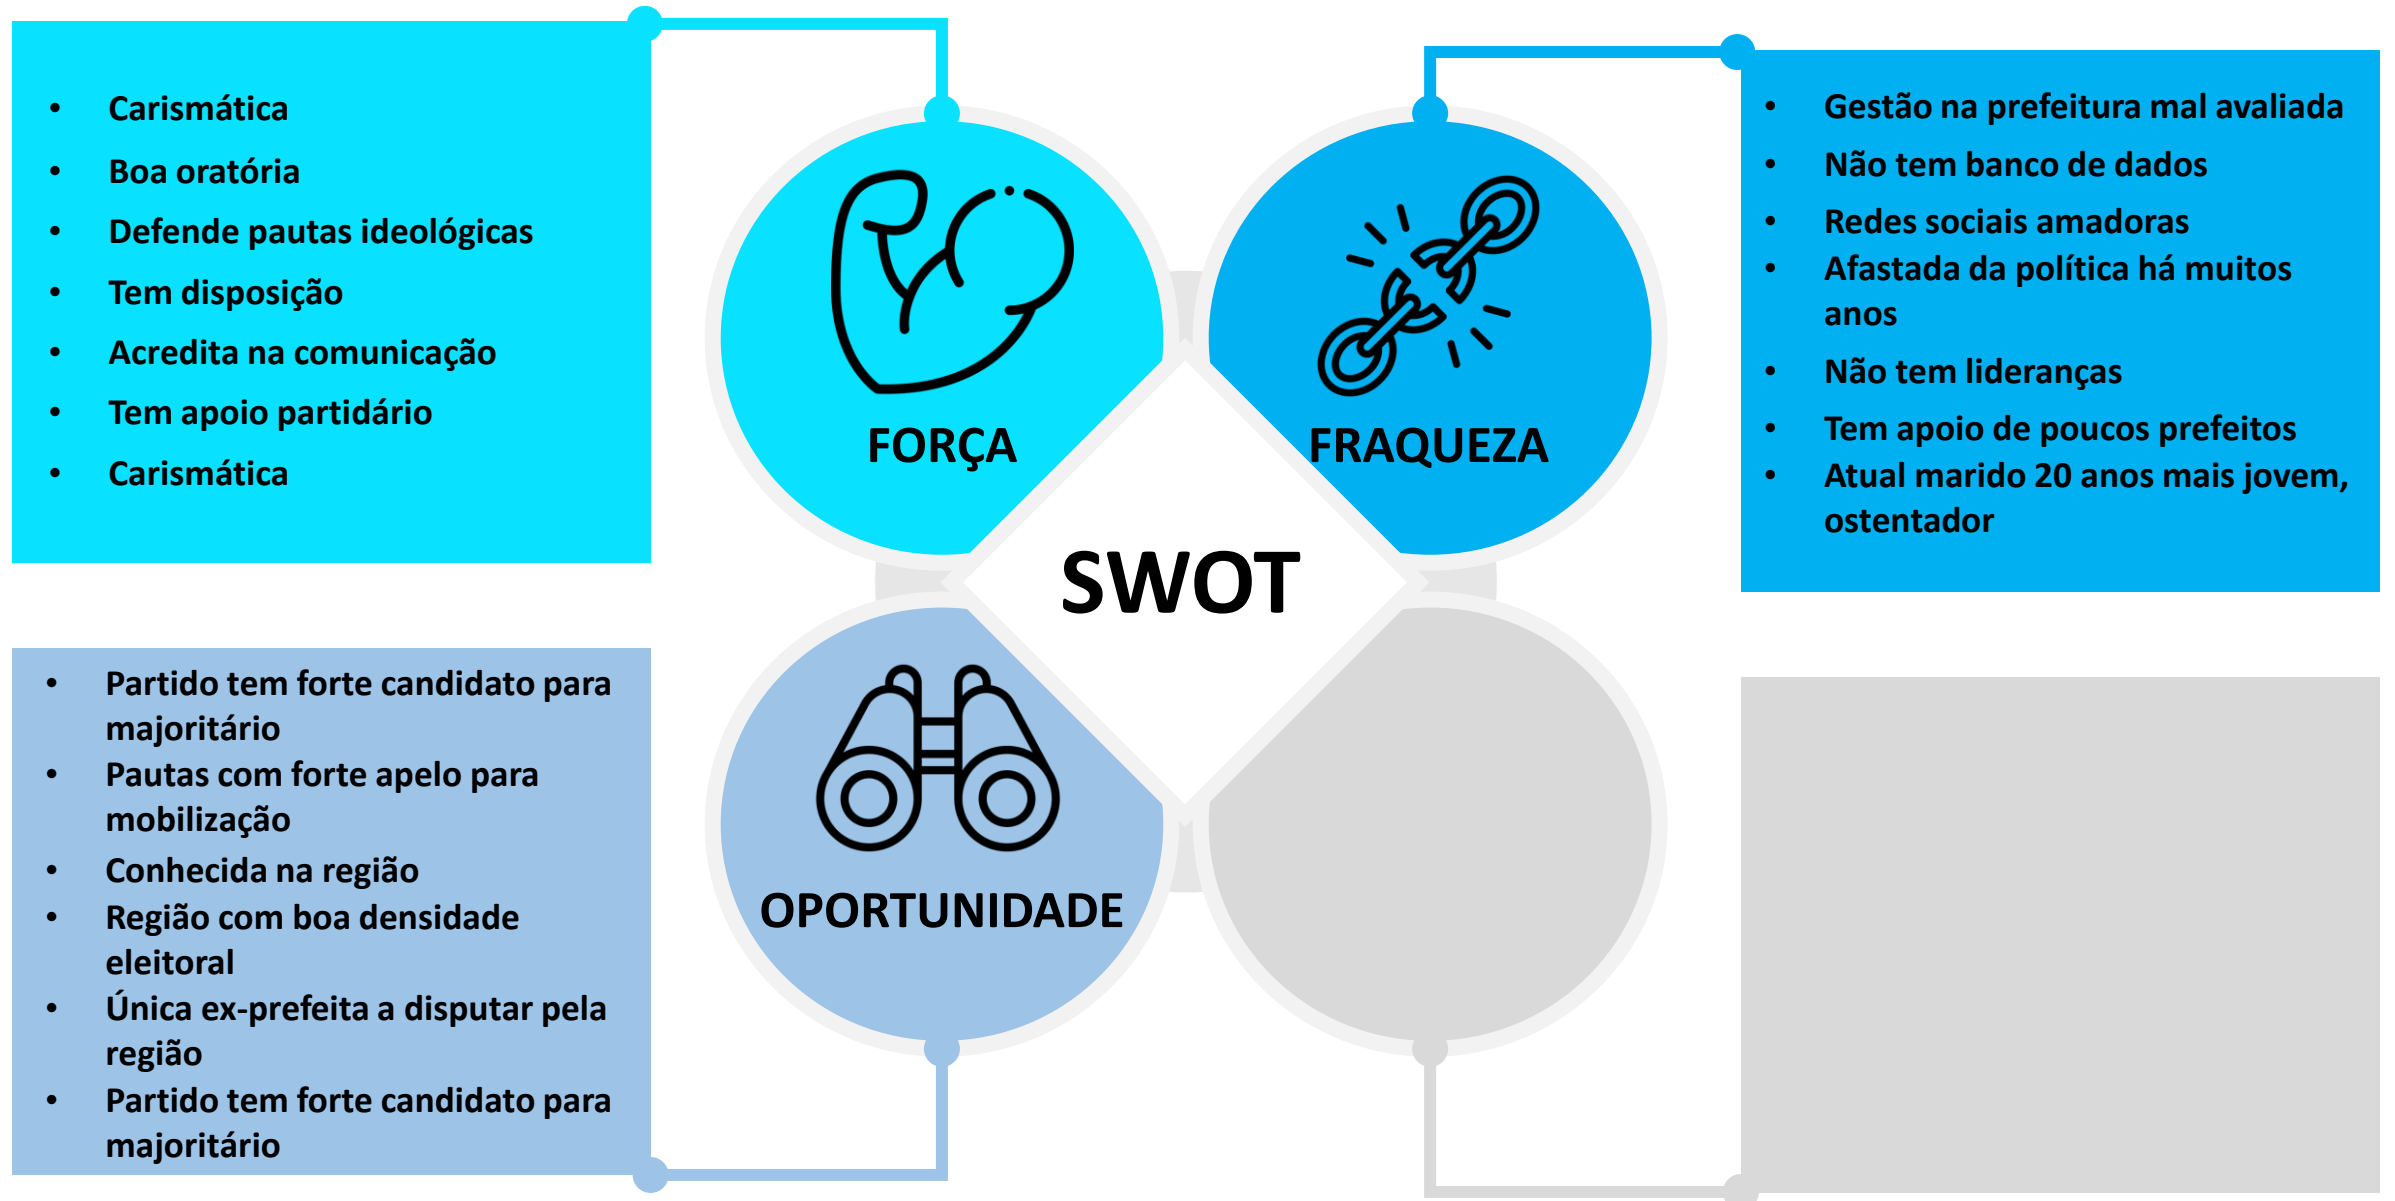 • Carismática
• Boa oratória
• Defende pautas ideológicas
• Tem disposição
• Acredita na comunicação
• Tem apoio partidário
• Carismática
FORÇA
FRAQUEZA
• Gestão na prefeitura mal avaliada
• Não tem banco de dados
• Redes sociais amadoras
• Afastada da política há muitos
anos
• Não tem lideranças
• Tem apoio de poucos prefeitos
• Atual marido 20 anos mais jovem,
ostentador
SWOT
• Partido tem forte candidato para
majoritário
• Pautas com forte apelo para
mobilização
• Conhecida na região
• Região com boa densidade
eleitoral
• Única ex-prefeita a disputar pela
região
• Partido tem forte candidato para
majoritário
OPORTUNIDADE